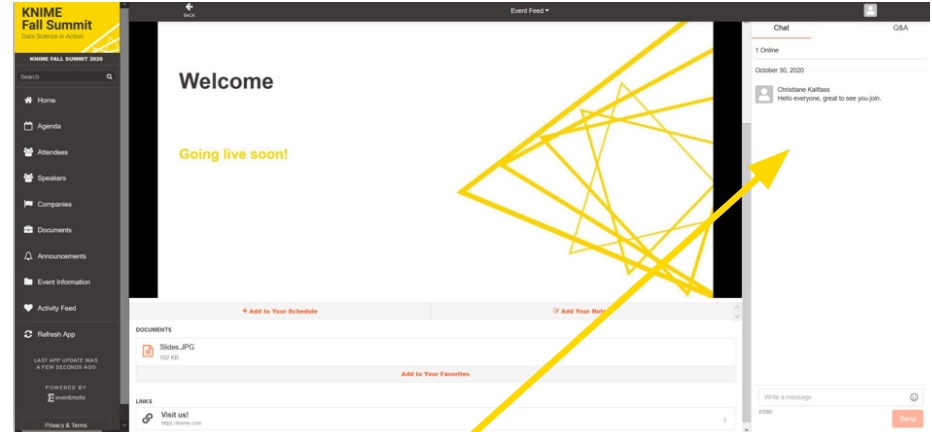 KNIME
Fall Summit
Data Science in Action
KNIME FALL SUMMIT 2020
Search
Home
Agenda
Attendees
Speakers
Companies
Documents
Announcements
Event Information
Activity Feed
Refresh App
LAST APP UPDATE WAS
A FEW SECONDS AGO
POWERED BY
eventmobi
Privacy & Terms
BACK
Event Feed
Welcome
Going live soon!
+ Add to Your Schedule
Add Your Note
DOCUMENTS
Slides.JPG
102 KB
Add to Your Favorites
LINKS
Visit us!
https://knime.com
Chat
Q&A
1 Online
October 30, 2020
Christiane Kalffass
Hello everyone, great to see you join.
Write a message
0/280
Send